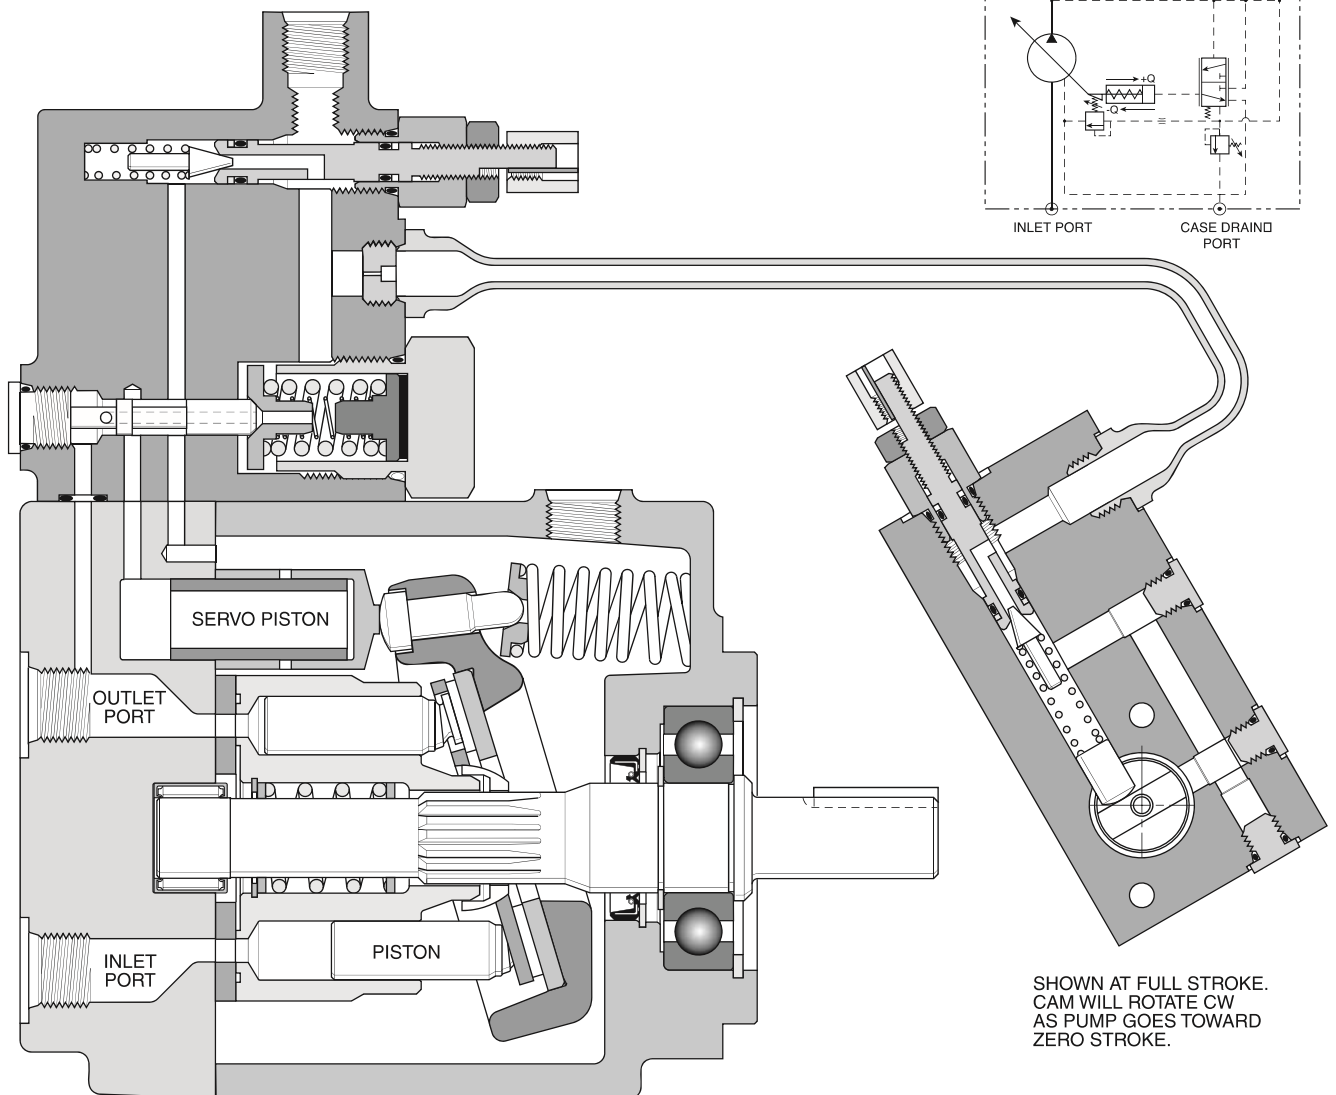 +Q
-Q
INLET PORT
CASE DRAIN□
PORT
SERVO PISTON
OUTLET
PORT
PISTON
INLET
PORT
SHOWN AT FULL STROKE.
CAM WILL ROTATE CW
AS PUMP GOES TOWARD
ZERO STROKE.